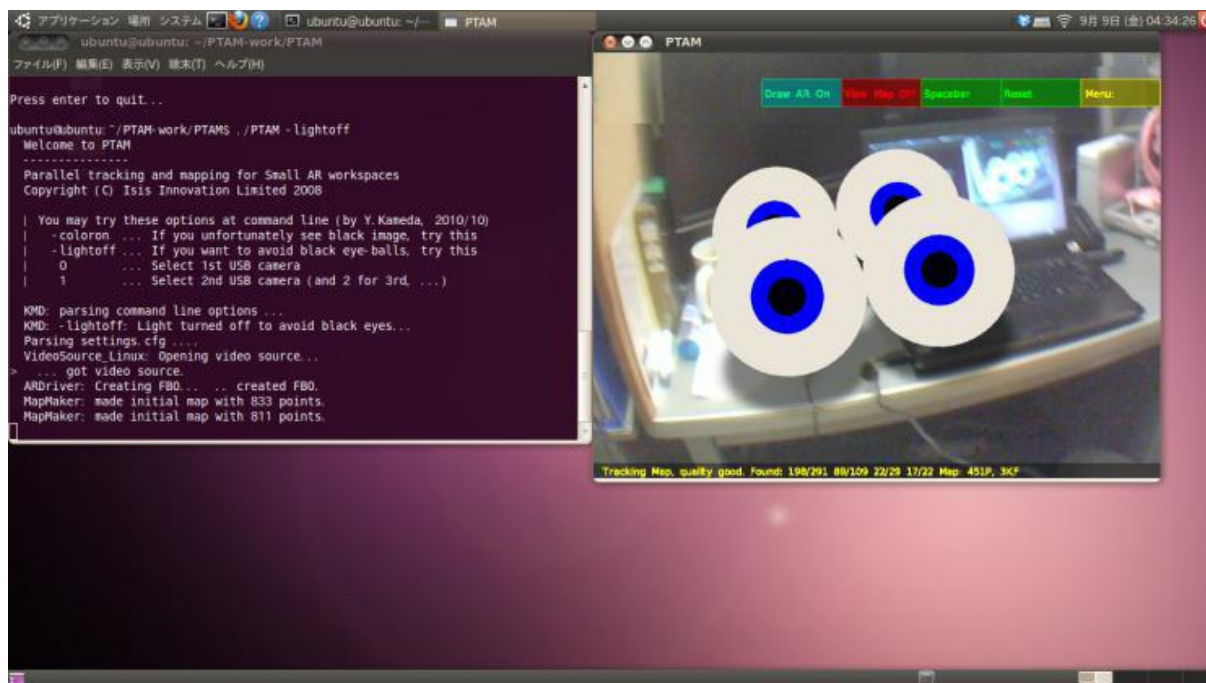 アプリケーション 場所 システム
ubuntu@ubuntu: ~/…
PTAM
9月 9日 (金) 04:34:26
ubuntu@ubuntu: ~/PTAM-work/PTAM
ファイル(F) 編集(E) 表示(V) 端末(T) ヘルプ(H)
Press enter to quit...
ubuntu@ubuntu:~/PTAM-work/PTAM$ ./PTAM -lightoff
Welcome to PTAM
---------------
Parallel tracking and mapping for Small AR workspaces
Copyright (C) Isis Innovation Limited 2008
| You may try these options at command line (by Y.Kameda, 2010/10)
| -coloron ... If you unfortunately see black image, try this
| -lightoff ... If you want to avoid black eye-balls, try this
| 0 ... Select 1st USB camera
| 1 ... Select 2nd USB camera (and 2 for 3rd, ...)
KMD: parsing command line options ...
KMD: -lightoff: Light turned off to avoid black eyes...
Parsing settings.cfg ....
VideoSource_Linux: Opening video source...
> ... got video source.
ARDriver: Creating FBO... .. created FBO.
MapMaker: made initial map with 833 points.
MapMaker: made initial map with 811 points.
PTAM
Draw AR On View Map Off Spacebar Reset Menu:
Tracking Map, quality good. Found: 198/291 89/109 22/29 17/22 Map: 451P, 3KF